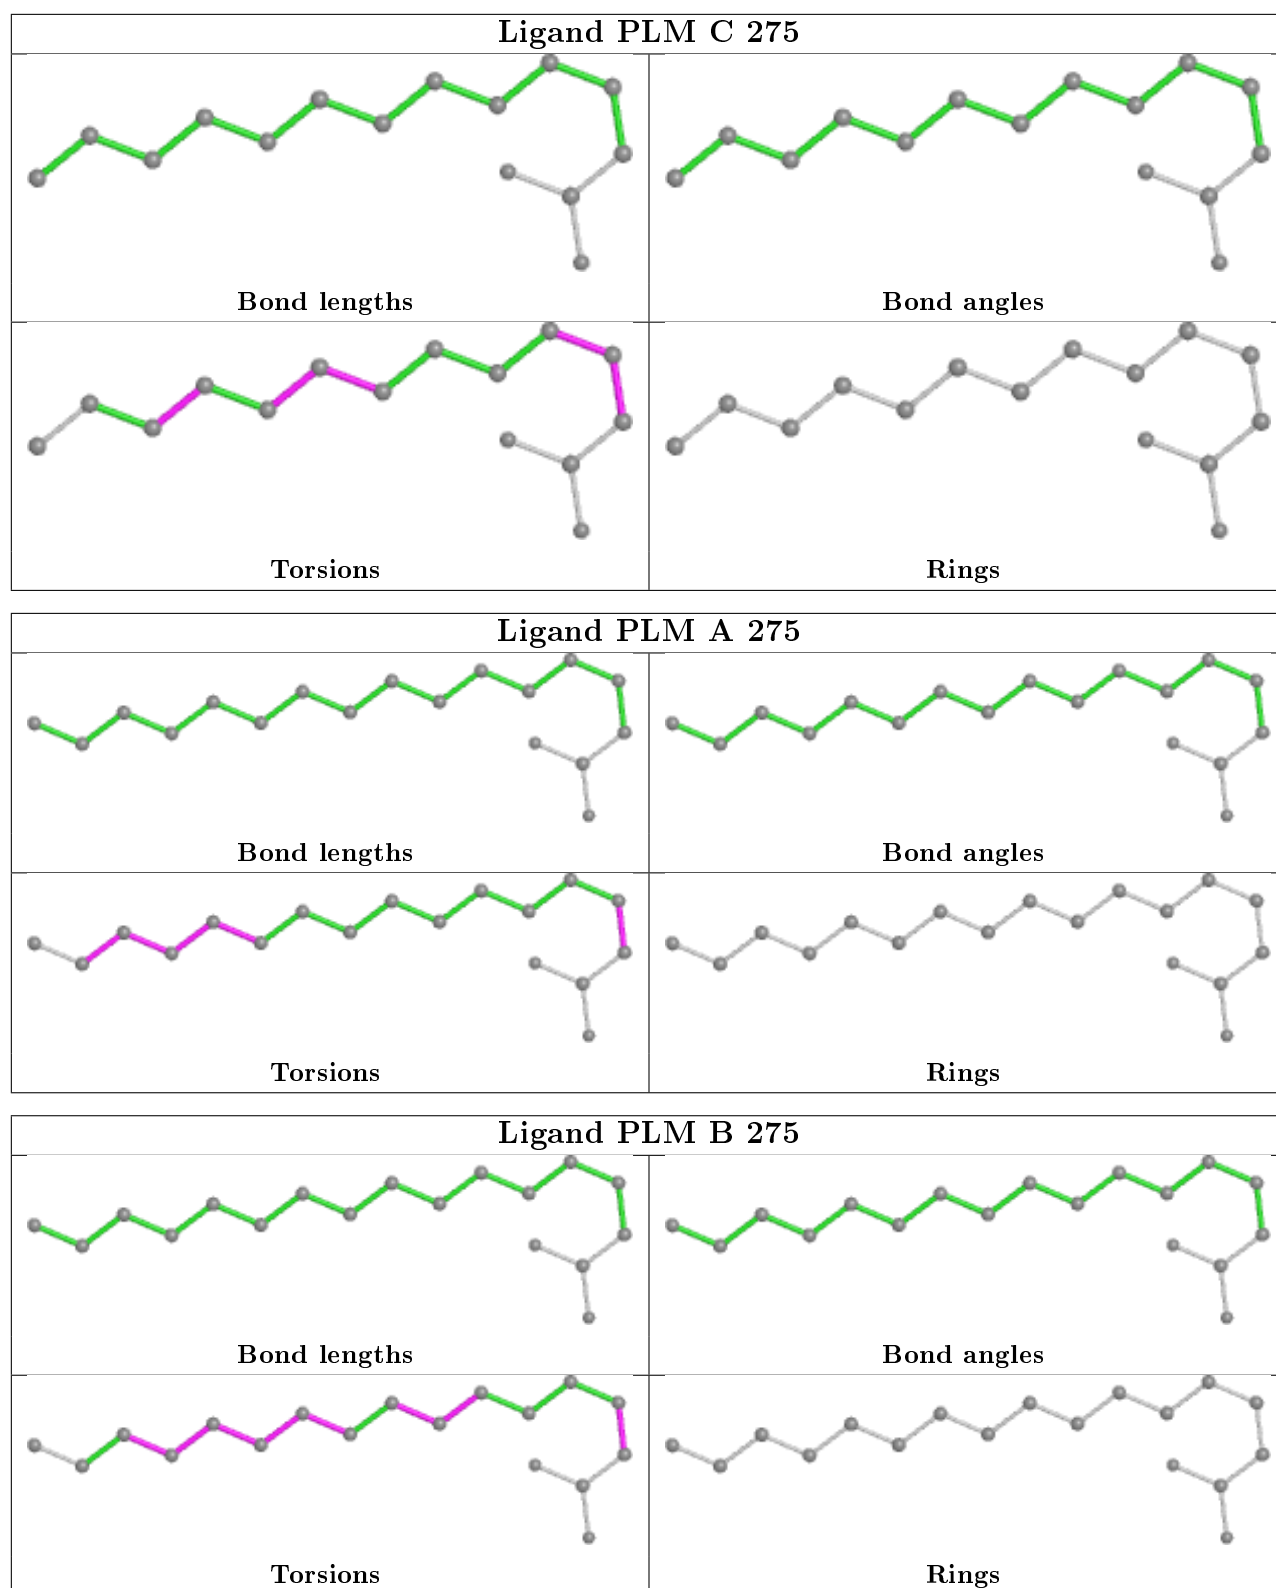 Ligand PLM C 275
Bond lengths
Bond angles
Torsions
Rings
Ligand PLM A 275
Bond lengths
Bond angles
Torsions
Rings
Ligand PLM B 275
Bond lengths
Bond angles
Torsions
Rings